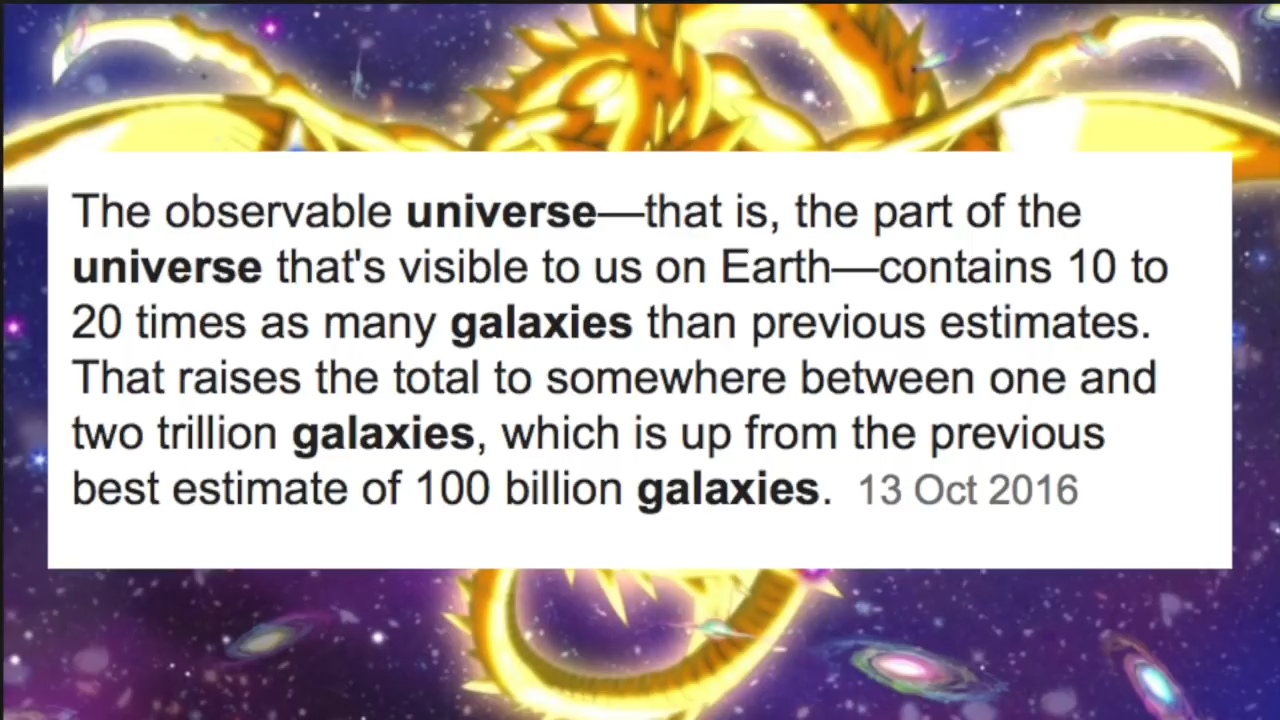 The observable universe—that is, the part of the
universe that's visible to us on Earth—contains 10 to
20 times as many galaxies than previous estimates.
That raises the total to somewhere between one and
two trillion galaxies, which is up from the previous
best estimate of 100 billion galaxies. 13 Oct 2016